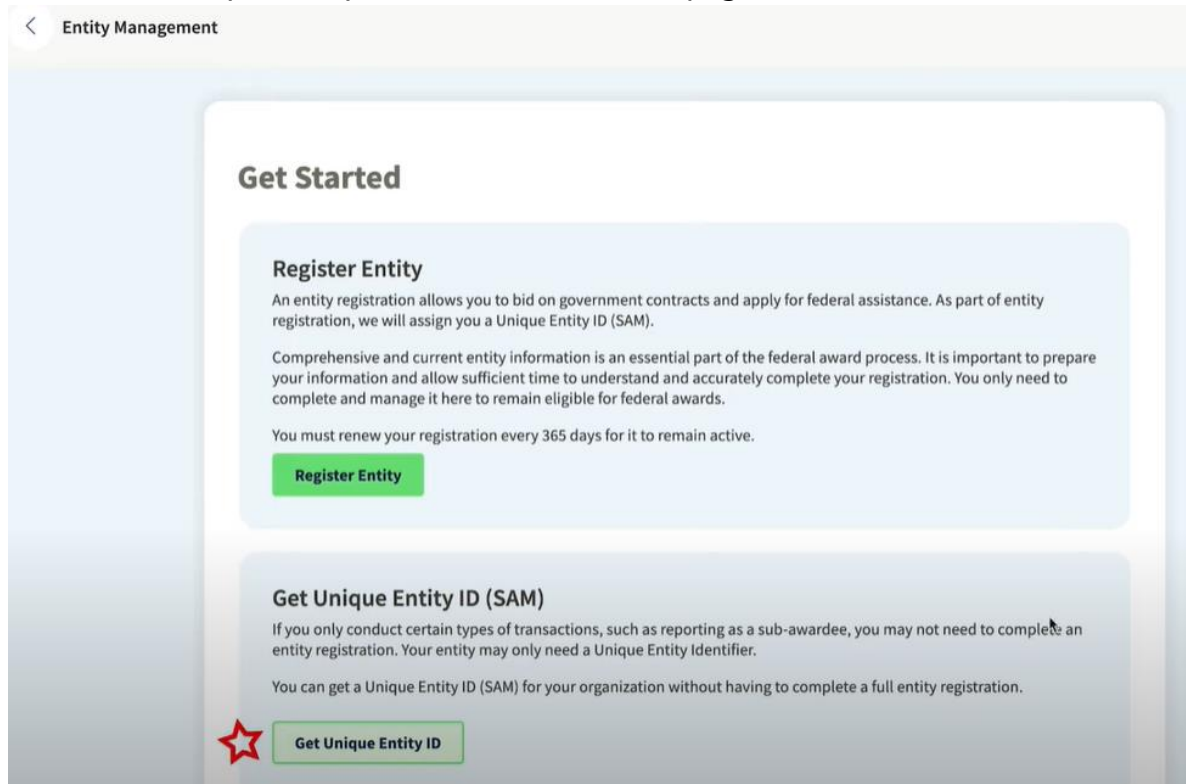 Entity Management
Get Started
Register Entity
An entity registration allows you to bid on government contracts and apply for federal assistance. As part of entity
registration, we will assign you a Unique Entity ID (SAM).
Comprehensive and current entity information is an essential part of the federal award process. It is important to prepare
your information and allow sufficient time to understand and accurately complete your registration. You only need to
complete and manage it here to remain eligible for federal awards.
You must renew your registration every 365 days for it to remain active.
Register Entity
Get Unique Entity ID (SAM)
If you only conduct certain types of transactions, such as reporting as a sub-awardee, you may not need to complete an
entity registration. Your entity may only need a Unique Entity Identifier.
You can get a Unique Entity ID (SAM) for your organization without having to complete a full entity registration.
Get Unique Entity ID